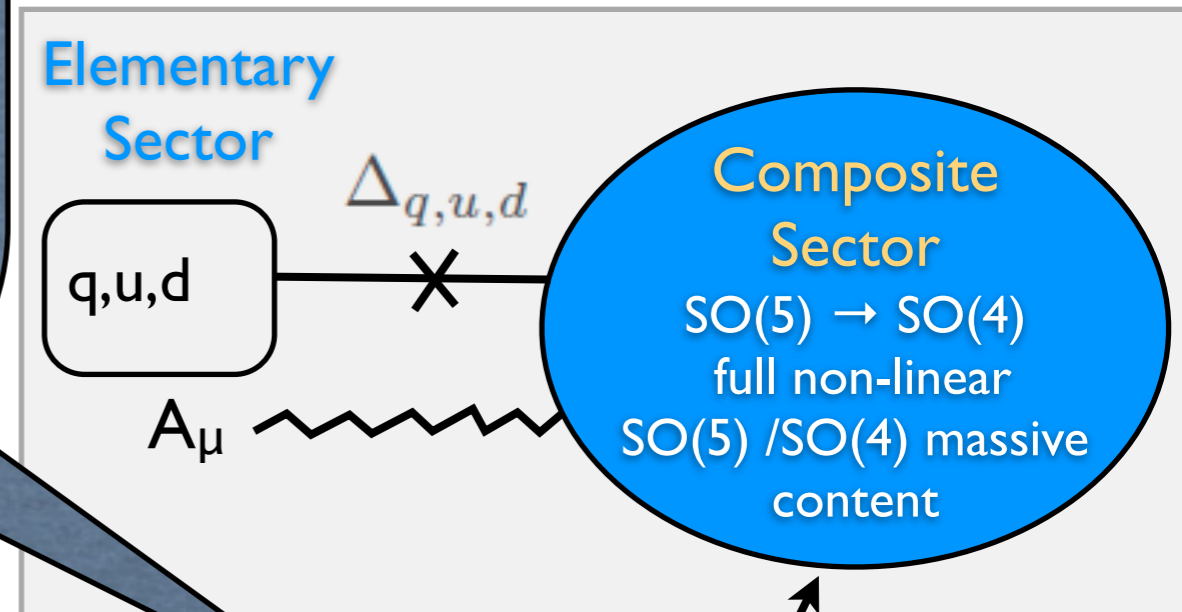 Elementary
Sector
Δq,u,d
q,u,d
Aμ
Composite
Sector
SO(5) → SO(4)
full non-linear
SO(5) /SO(4) massive
content